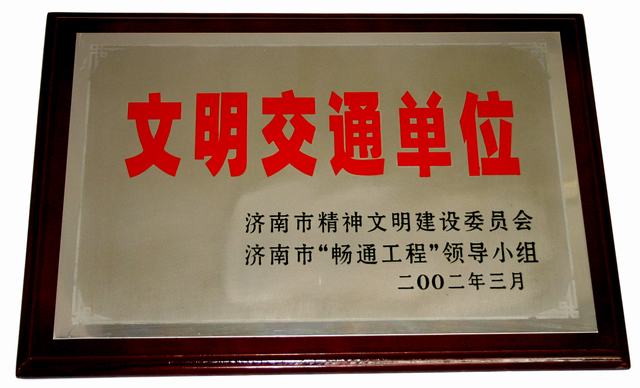 文明交通单位
济南市精神文明建设委员会
济南市“畅通工程”领导小组
二00二年三月